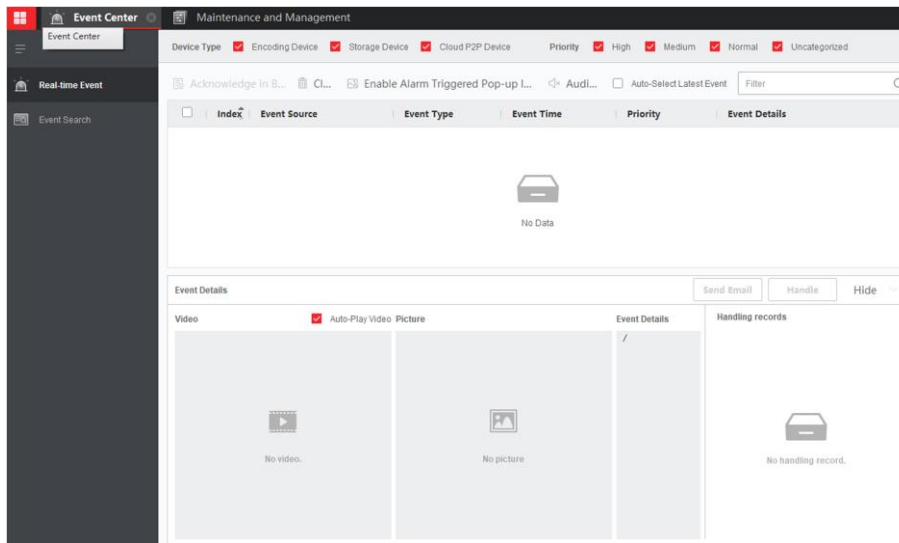 Event Center
Maintenance and Management
Event Center
Device Type Encoding Device Storage Device Cloud P2P Device Priority High Medium Normal Uncategorized
Real-time Event
Event Search
Acknowledge in B... Cl... Enable Alarm Triggered Pop-up I... Audi... Auto-Select Latest Event Filter
Index Event Source Event Type Event Time Priority Event Details
No Data
Event Details Send Email Handle Hide
Video Auto-Play Video Picture Event Details Handling records
/
No video. No picture No handling record.